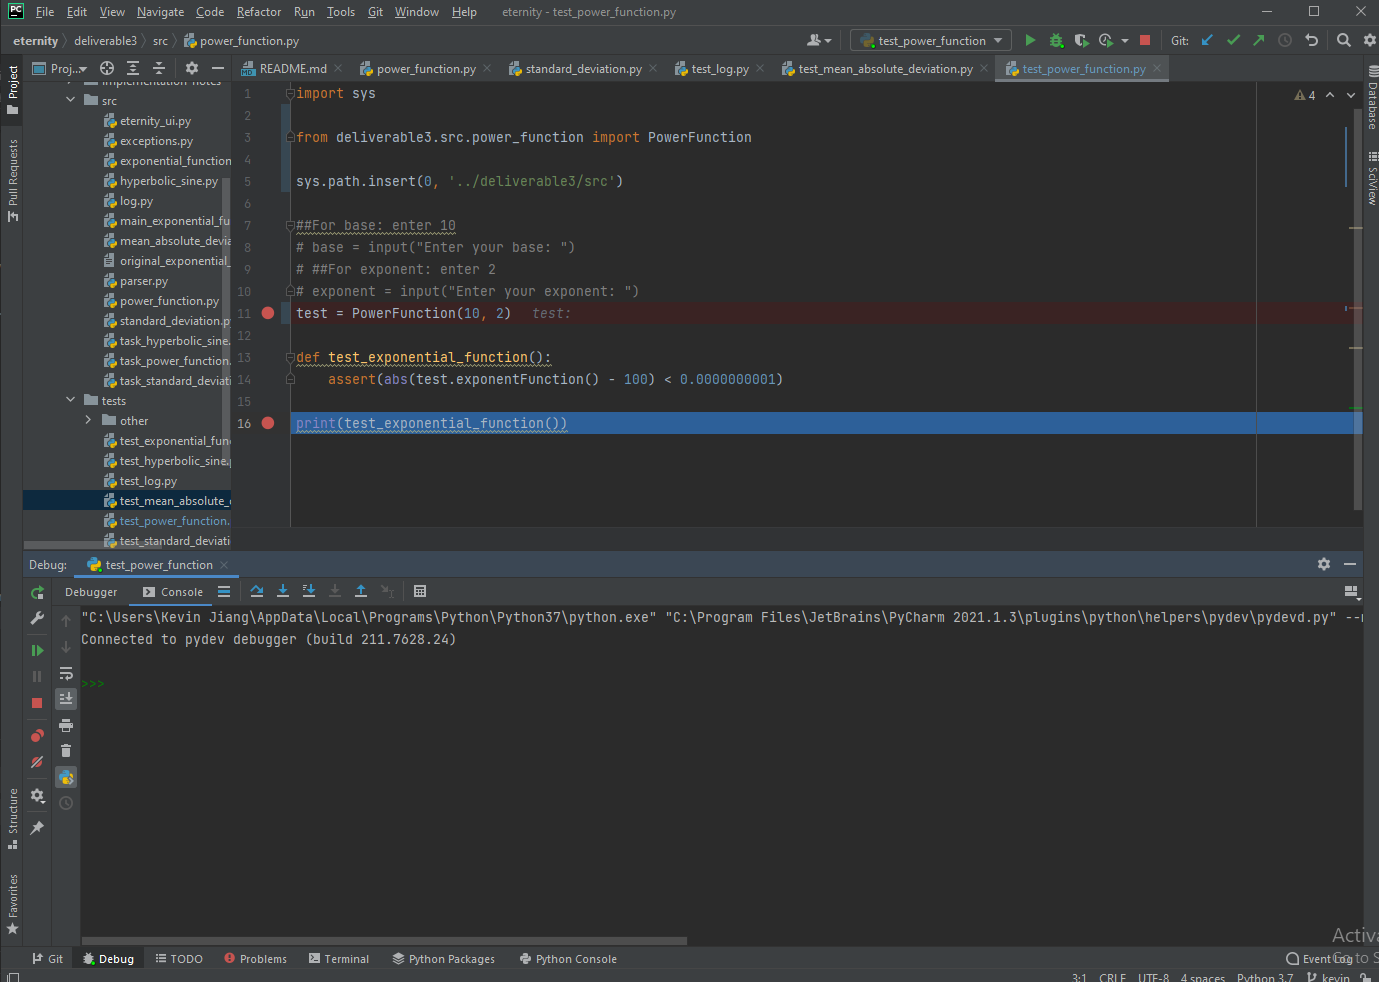 PC File Edit View Navigate Code Refactor Run Tools Git Window Help eternity - test_power_function.py
eternity deliverable3 src power_function.py test_power_function Git:
Proj... README.md power_function.py standard_deviation.py test_log.py test_mean_absolute_deviation.py test_power_function.py
Project
Pull Requests
Structure
Favorites
src
eternity_ui.py
exceptions.py
exponential_function
hyperbolic_sine.py
log.py
main_exponential_fu
mean_absolute_devia
original_exponential_
parser.py
power_function.py
standard_deviation.py
task_hyperbolic_sine.
task_power_function.
task_standard_deviati
tests
other
test_exponential_fun
test_hyperbolic_sine.
test_log.py
test_mean_absolute_
test_power_function.
test_standard_deviati
4
1 import sys
2
3 from deliverable3.src.power_function import PowerFunction
4
5 sys.path.insert(0, '../deliverable3/src')
6
7 ##For base: enter 10
8 # base = input("Enter your base: ")
9 # ##For exponent: enter 2
10 # exponent = input("Enter your exponent: ")
11 test = PowerFunction(10, 2) test:
12
13 def test_exponential_function():
14 assert(abs(test.exponentFunction() - 100) < 0.0000000001)
15
16 print(test_exponential_function())
Database
SciView
Debug: test_power_function
Debugger Console
"C:\Users\Kevin Jiang\AppData\Local\Programs\Python\Python37\python.exe" "C:\Program Files\JetBrains\PyCharm 2021.1.3\plugins\python\helpers\pydev\pydevd.py" --
Connected to pydev debugger (build 211.7628.24)
>>>
Activa
Go to S
Git Debug TODO Problems Terminal Python Packages Python Console Event Log
3:1 CRLF UTF-8 4 spaces Python 3.7 kevin